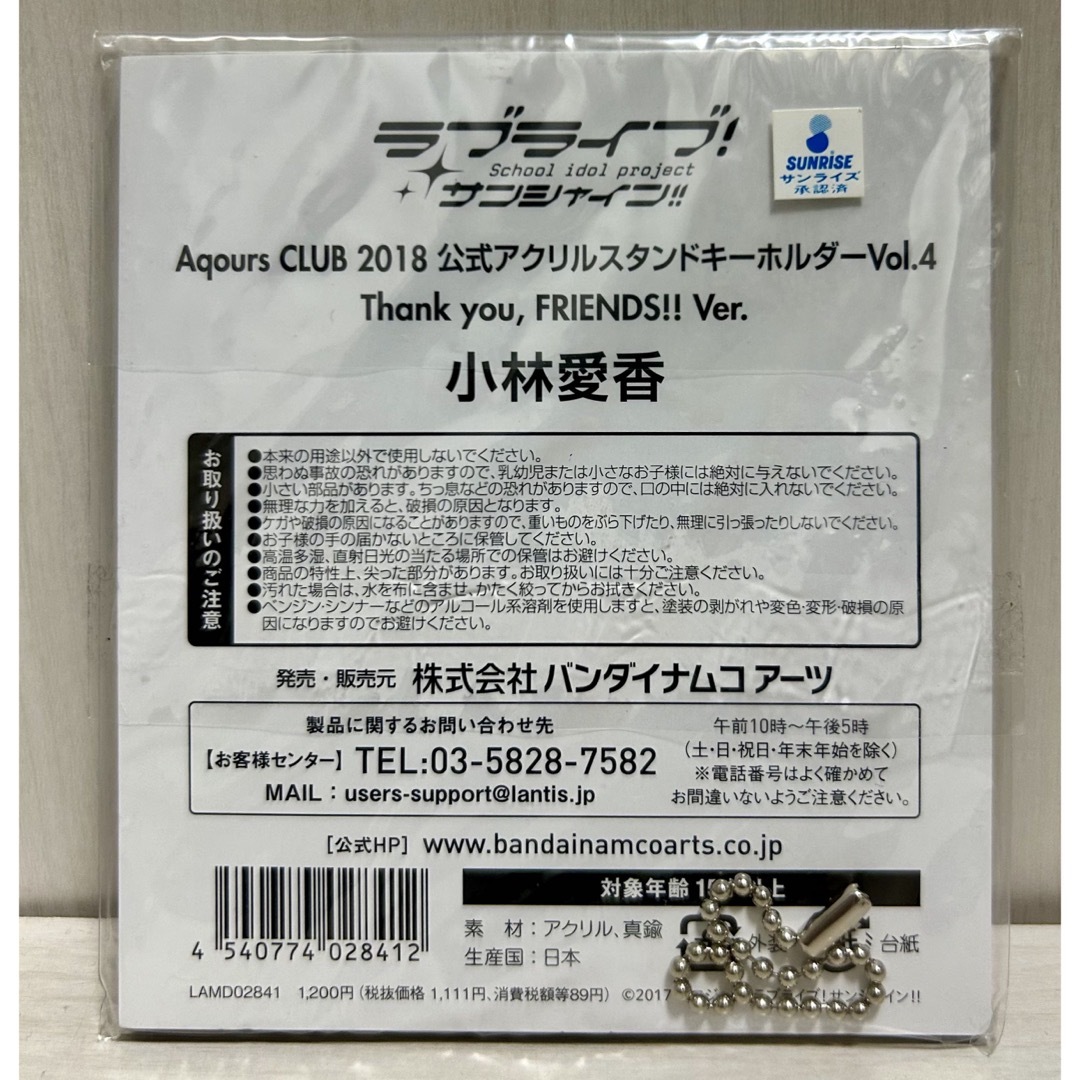 ラブライブ!
School idol project
サンシャイン!!
SUNRISE
サンライズ
承認済
Aqours CLUB 2018 公式アクリルスタンドキーホルダーVol.4
Thank you, FRIENDS!! Ver.
小林愛香
お取り扱いのご注意
●本来の用途以外で使用しないでください。
●思わぬ事故の恐れがありますので、乳幼児または小さなお子様には絶対に与えないでください。
●小さい部品があります。ちっ息などの恐れがありますので、口の中には絶対に入れないでください。
●無理な力を加えると、破損の原因となります。
●ケガや破損の原因になることがありますので、重いものをぶら下げたり、無理に引っ張ったりしないでください。
●お子様の手の届かないところに保管してください。
●高温多湿、直射日光の当たる場所での保管はお避けください。
●商品の特性上、尖った部分があります。お取り扱いには十分ご注意ください。
●汚れた場合は、水を布に含ませ、かたく絞ってからお拭きください。
●ベンジン・シンナーなどのアルコール系溶剤を使用しますと、塗装の剥がれや変色・変形・破損の原
因になりますのでお避けください。
発売・販売元 株式会社バンダイナムコアーツ
製品に関するお問い合わせ先
【お客様センター】TEL:03-5828-7582
MAIL：users-support@lantis.jp
午前10時～午後5時
(土・日・祝日・年末年始を除く)
※電話番号はよく確かめて
お間違いないようご注意ください。
[公式HP] www.bandainamcoarts.co.jp
4 540774 028412
対象年齢 上
素 材：アクリル、真鍮
生産国：日本
台紙
LAMD02841 1,200円(税抜価格 1,111円、消費税額等89円) ©2017 ラブライブ!サンシャイン!!